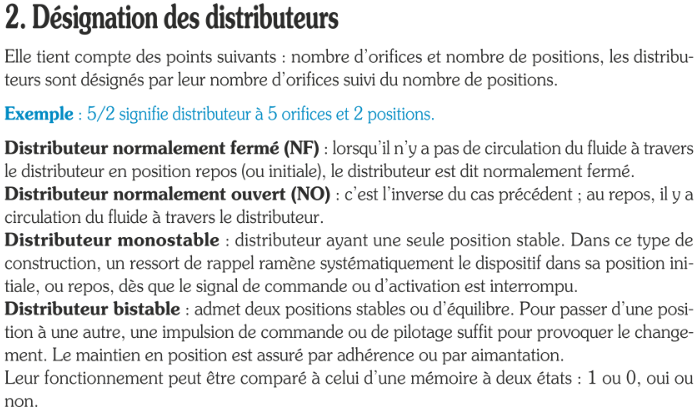 2. Désignation des distributeurs
Elle tient compte des points suivants : nombre d'orifices et nombre de positions, les distribu-
teurs sont désignés par leur nombre d'orifices suivi du nombre de positions.
Exemple : 5/2 signifie distributeur à 5 orifices et 2 positions.
Distributeur normalement fermé (NF) : lorsqu'il n'y a pas de circulation du fluide à travers
le distributeur en position repos (ou initiale), le distributeur est dit normalement fermé.
Distributeur normalement ouvert (NO) : c'est l'inverse du cas précédent ; au repos, il y a
circulation du fluide à travers le distributeur.
Distributeur monostable : distributeur ayant une seule position stable. Dans ce type de
construction, un ressort de rappel ramène systématiquement le dispositif dans sa position ini-
tiale, ou repos, dès que le signal de commande ou d'activation est interrompu.
Distributeur bistable : admet deux positions stables ou d'équilibre. Pour passer d'une posi-
tion à une autre, une impulsion de commande ou de pilotage suffit pour provoquer le change-
ment. Le maintien en position est assuré par adhérence ou par aimantation.
Leur fonctionnement peut être comparé à celui d'une mémoire à deux états : 1 ou 0, oui ou
non.